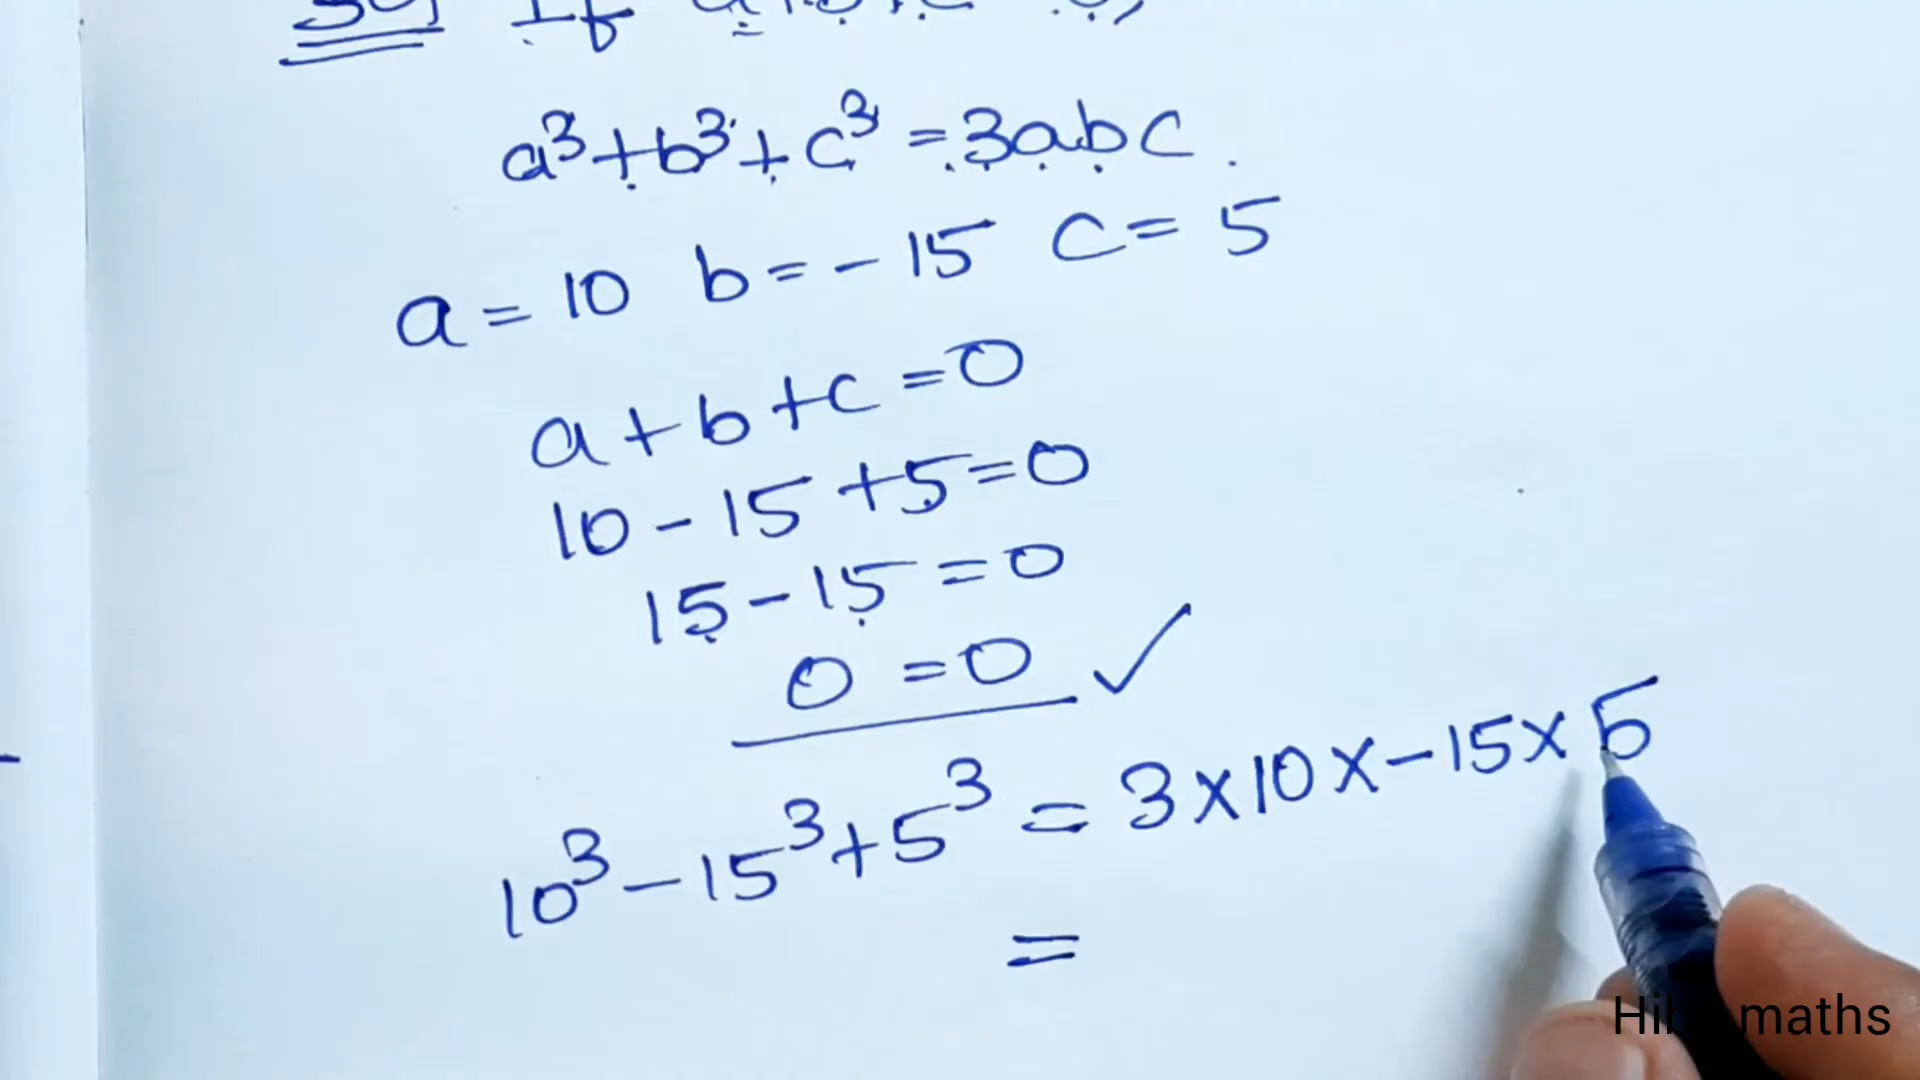 If
a³+b³+c³ = 3abc.
a = 10 b = - 15 c = 5
a + b + c = 0
10 - 15 + 5 = 0
15 - 15 = 0
0 = 0 ✓
10³ - 15³ + 5³ = 3 × 10 × - 15 × 5
=
maths